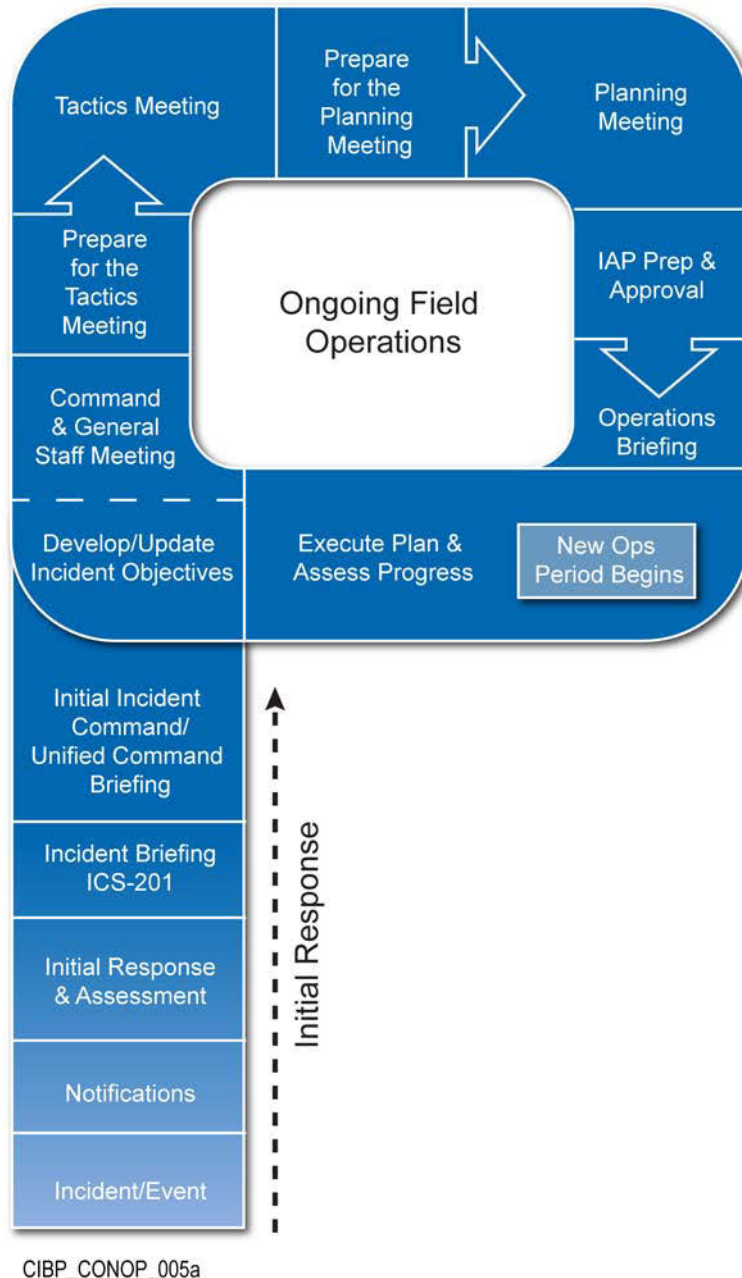 Tactics Meeting
Prepare
for the
Planning
Meeting
Planning
Meeting
Prepare
for the
Tactics
Meeting
Ongoing Field
Operations
IAP Prep &
Approval
Command
& General
Staff Meeting
Operations
Briefing
Develop/Update
Incident Objectives
Execute Plan &
Assess Progress
New Ops
Period Begins
Initial Incident
Command/
Unified Command
Briefing
Incident Briefing
ICS-201
Initial Response
& Assessment
Notifications
Incident/Event
Initial Response
CIBP_CONOP_005a